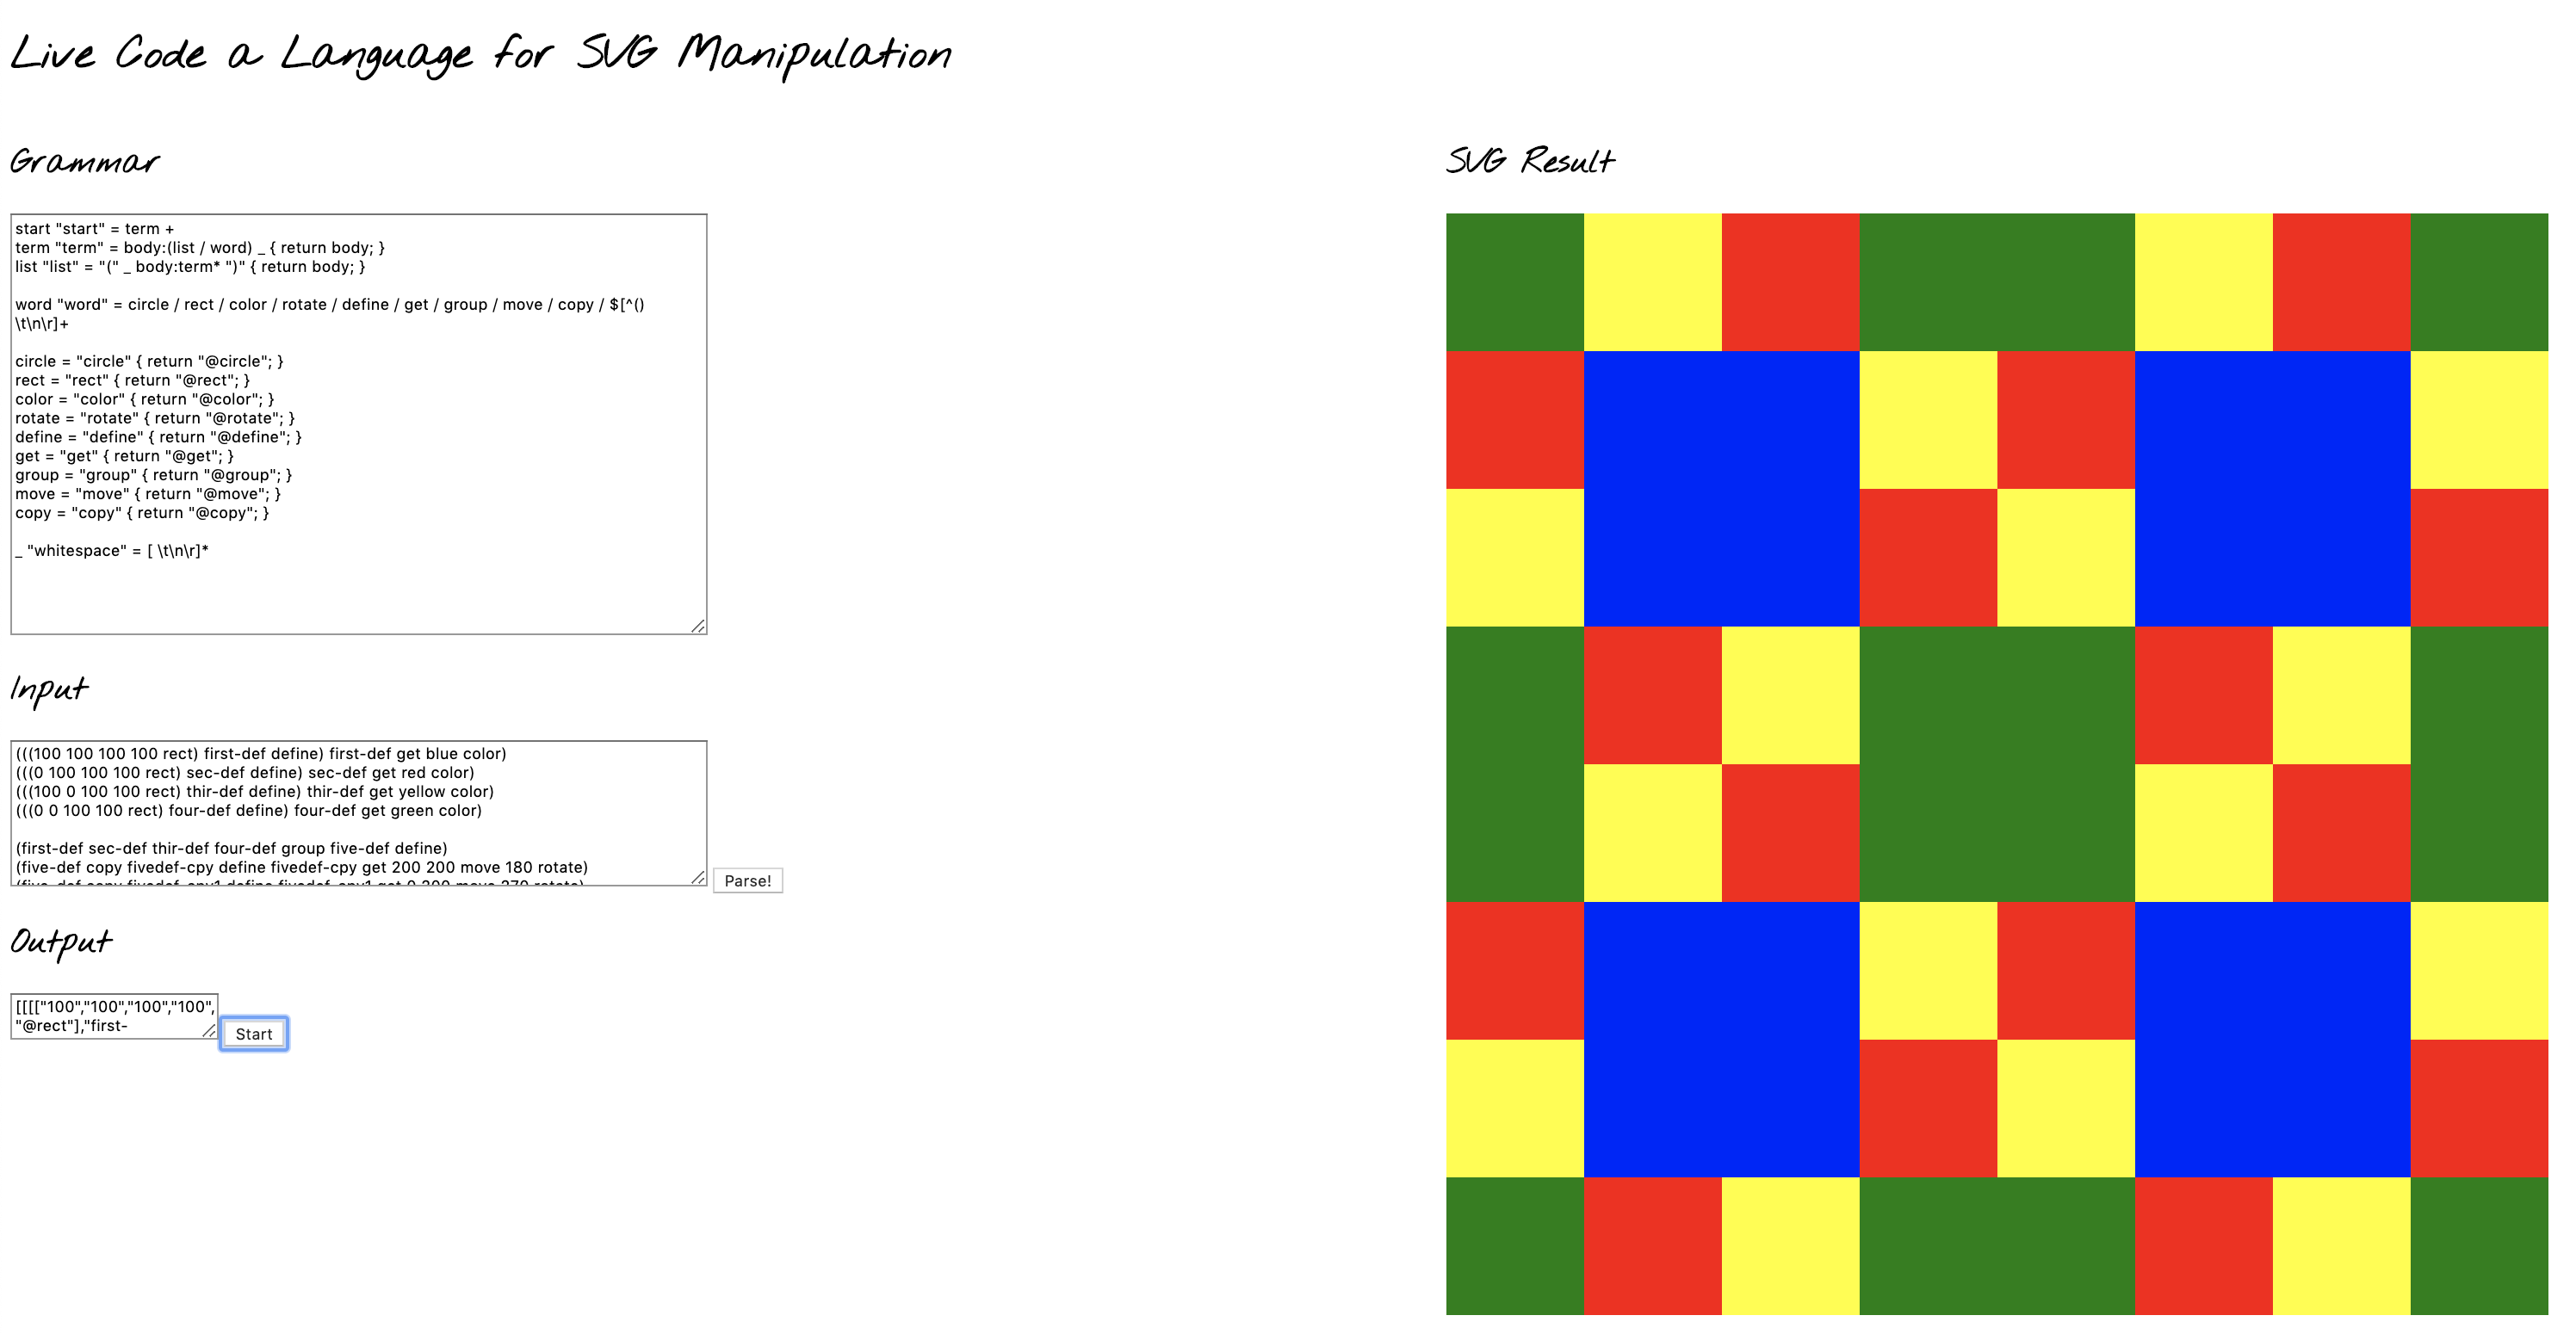 Live Code a Language for SVG Manipulation
Grammar
start "start" = term +
term "term" = body:(list / word) _ { return body; }
list "list" = "(" _ body:term* ")" { return body; }
word "word" = circle / rect / color / rotate / define / get / group / move / copy / $[^()
\t\n\r]+
circle = "circle" { return "@circle"; }
rect = "rect" { return "@rect"; }
color = "color" { return "@color"; }
rotate = "rotate" { return "@rotate"; }
define = "define" { return "@define"; }
get = "get" { return "@get"; }
group = "group" { return "@group"; }
move = "move" { return "@move"; }
copy = "copy" { return "@copy"; }
_ "whitespace" = [ \t\n\r]*
Input
(((100 100 100 100 rect) first-def define) first-def get blue color)
(((0 100 100 100 rect) sec-def define) sec-def get red color)
(((100 0 100 100 rect) thir-def define) thir-def get yellow color)
(((0 0 100 100 rect) four-def define) four-def get green color)
(first-def sec-def thir-def four-def group five-def define)
(five-def copy fivedef-cpy define fivedef-cpy get 200 200 move 180 rotate)
Parse!
Output
[[[["100","100","100","100",
"@rect"],"first-
Start
SVG Result